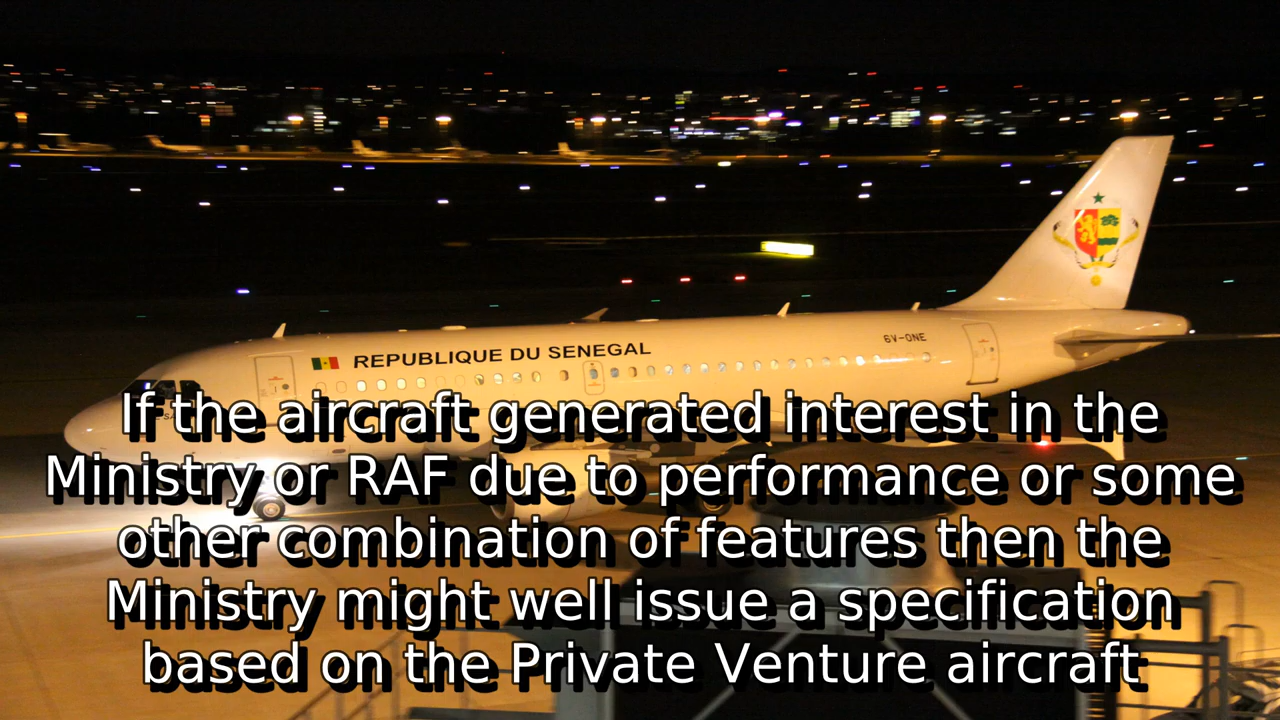 REPUBLIQUE DU SENEGAL
6V-ONE
If the aircraft generated interest in the
Ministry or RAF due to performance or some
other combination of features then the
Ministry might well issue a specification
based on the Private Venture aircraft